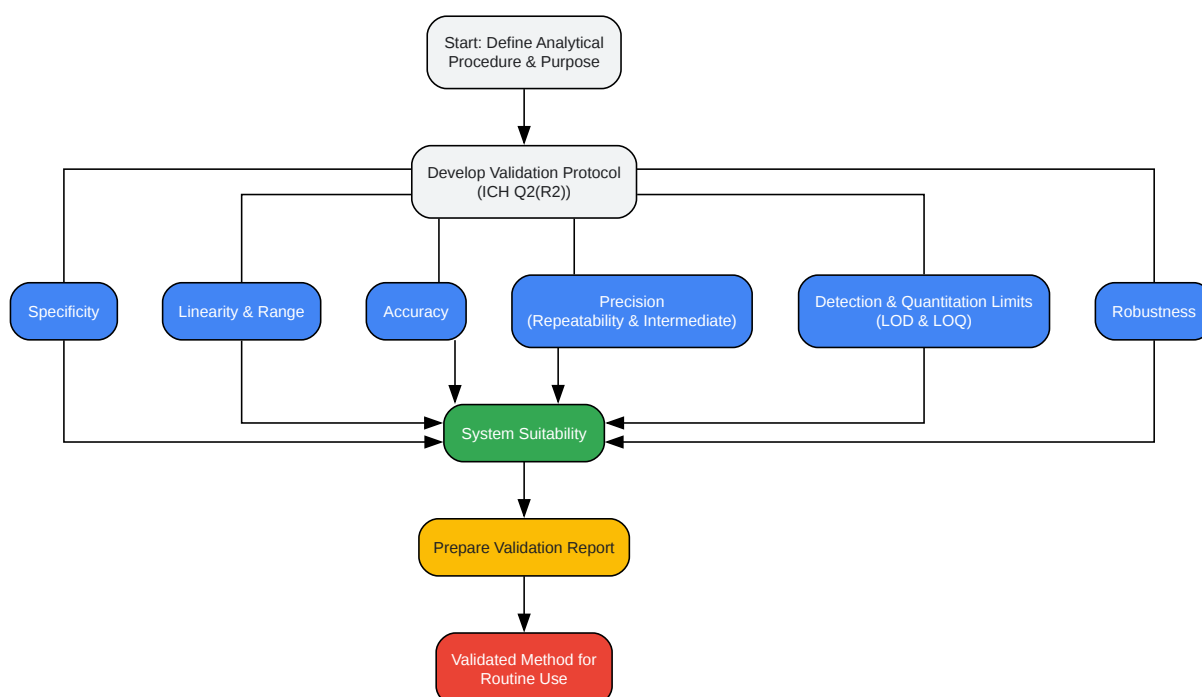 Start: Define Analytical
Procedure & Purpose
Develop Validation Protocol
(ICH Q2(R2))
Specificity
Linearity & Range
Accuracy
Precision
(Repeatability & Intermediate)
Detection & Quantitation Limits
(LOD & LOQ)
Robustness
System Suitability
Prepare Validation Report
Validated Method for
Routine Use